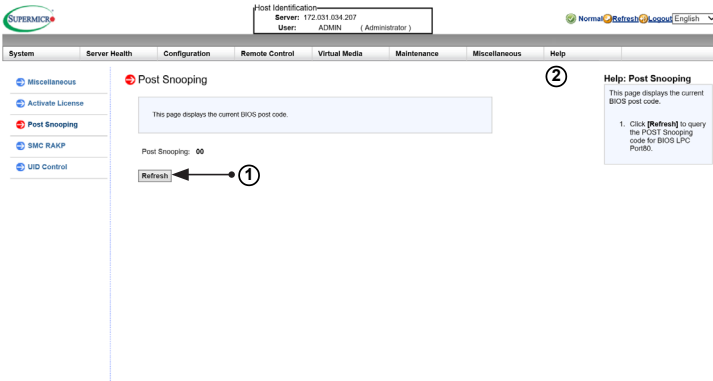 Host Identification
Server: 172.031.034.207
User: ADMIN ( Administrator )
SUPERMICR
Normal Refresh Logout English
System Server Health Configuration Remote Control Virtual Media Maintenance Miscellaneous Help
Miscellaneous
Activate License
Post Snooping
SMC RAKP
UID Control
Post Snooping
This page displays the current BIOS post code.
Post Snooping: 00
Refresh
1
2
Help: Post Snooping
This page displays the current
BIOS post code.
1. Click [Refresh] to query
the POST Snooping
code for BIOS LPC
Port80.